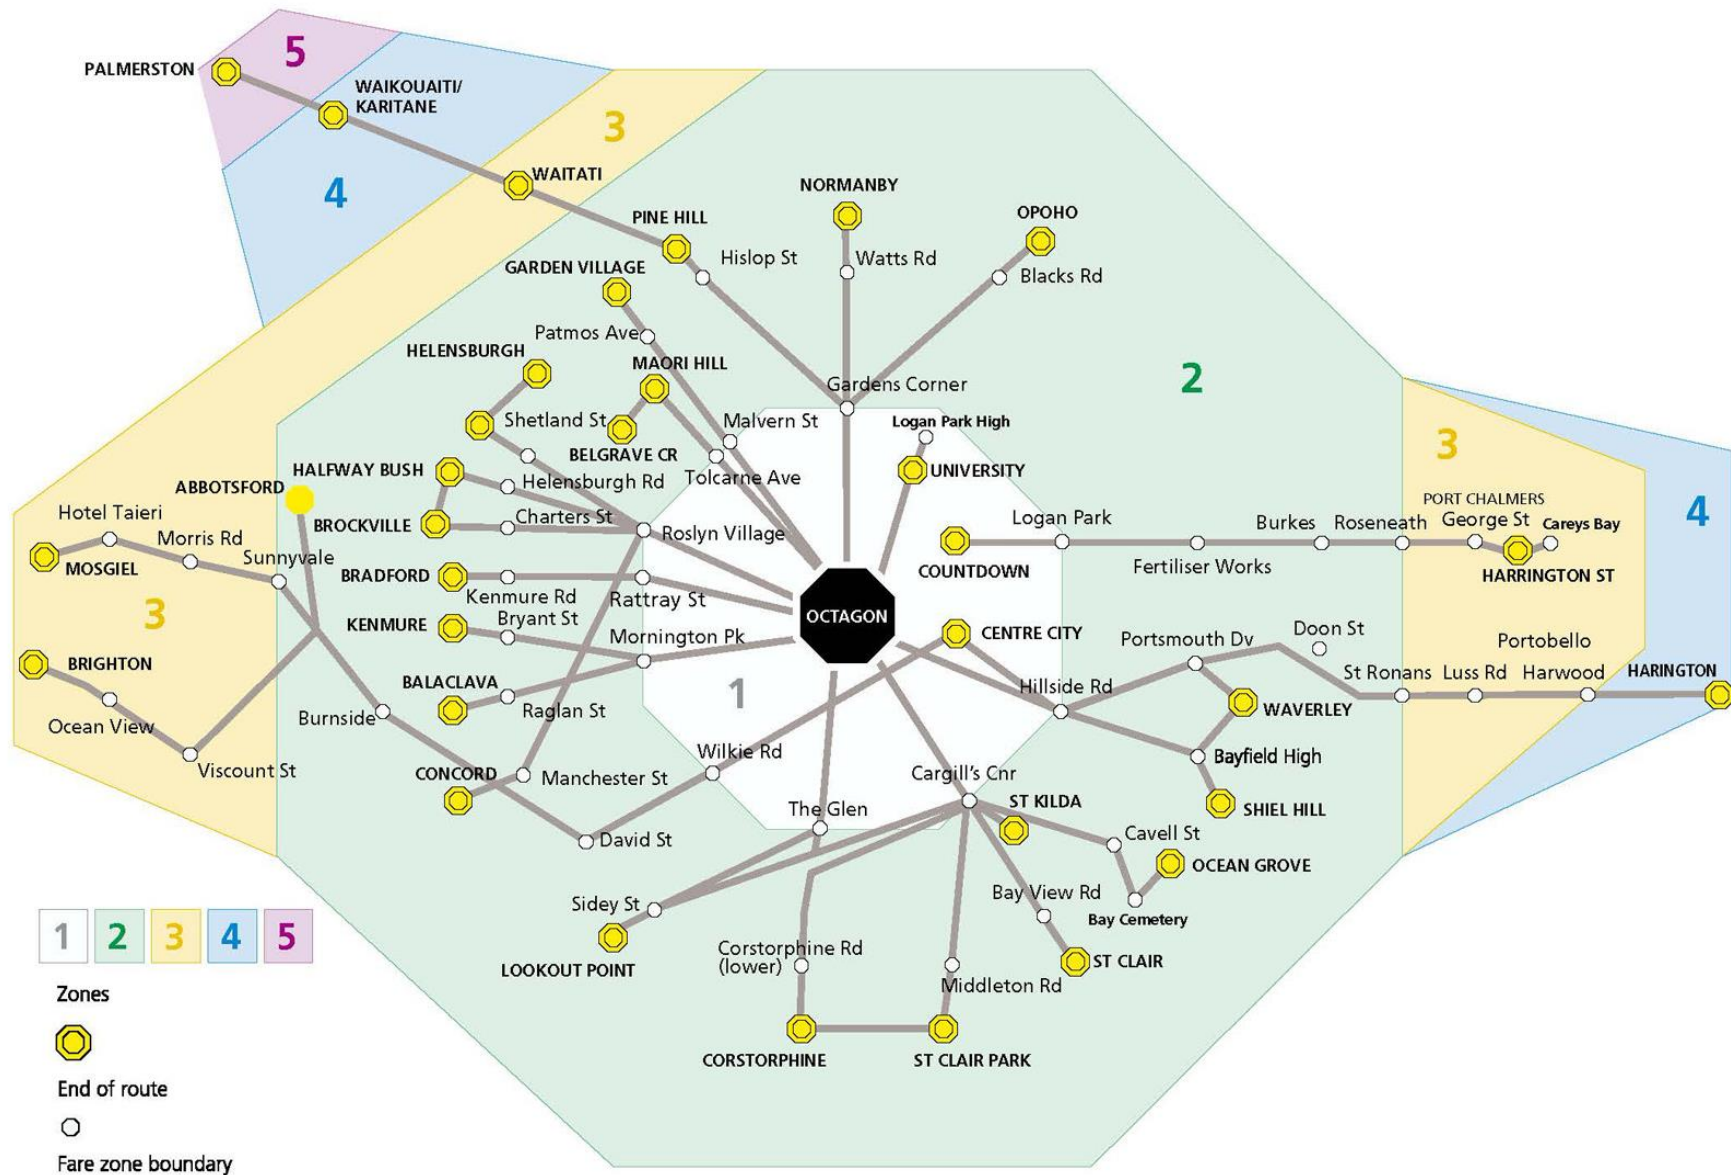 5
PALMERSTON
WAIKOUAITI/
KARITANE
3
WAITATI
4
NORMANBY
OPOHO
PINE HILL
Hislop St
Watts Rd
Blacks Rd
GARDEN VILLAGE
Patmos Ave
HELENSBURGH
MAORI HILL
2
Gardens Corner
Shetland St
Malvern St
Logan Park High
BELGRAVE CR
3
HALFWAY BUSH
UNIVERSITY
Tolcarne Ave
Helensburgh Rd
ABBOTSFORD
PORT CHALMERS
Hotel Taieri
Charters St
Logan Park
Burkes
Roseneath
George St
Careys Bay
4
BROCKVILLE
Roslyn Village
Morris Rd
Sunnyvale
MOSGIEL
COUNTDOWN
Fertiliser Works
HARRINGTON ST
BRADFORD
Kenmure Rd
Rattray St
3
Bryant St
OCTAGON
KENMURE
Mornington Pk
CENTRE CITY
Portsmouth Dv
Doon St
Portobello
BRIGHTON
St Ronans
Luss Rd
Harwood
HARINGTON
BALACLAVA
1
Hillside Rd
WAVERLEY
Raglan St
Burnside
Ocean View
Wilkie Rd
Bayfield High
Viscount St
CONCORD
Manchester St
Cargill's Cnr
ST KILDA
The Glen
SHIEL HILL
David St
Cavell St
OCEAN GROVE
Sidey St
Bay View Rd
Bay Cemetery
1
2
3
4
5
Corstorphine Rd
(lower)
LOOKOUT POINT
ST CLAIR
Middleton Rd
Zones
CORSTORPHINE
ST CLAIR PARK
End of route
Fare zone boundary